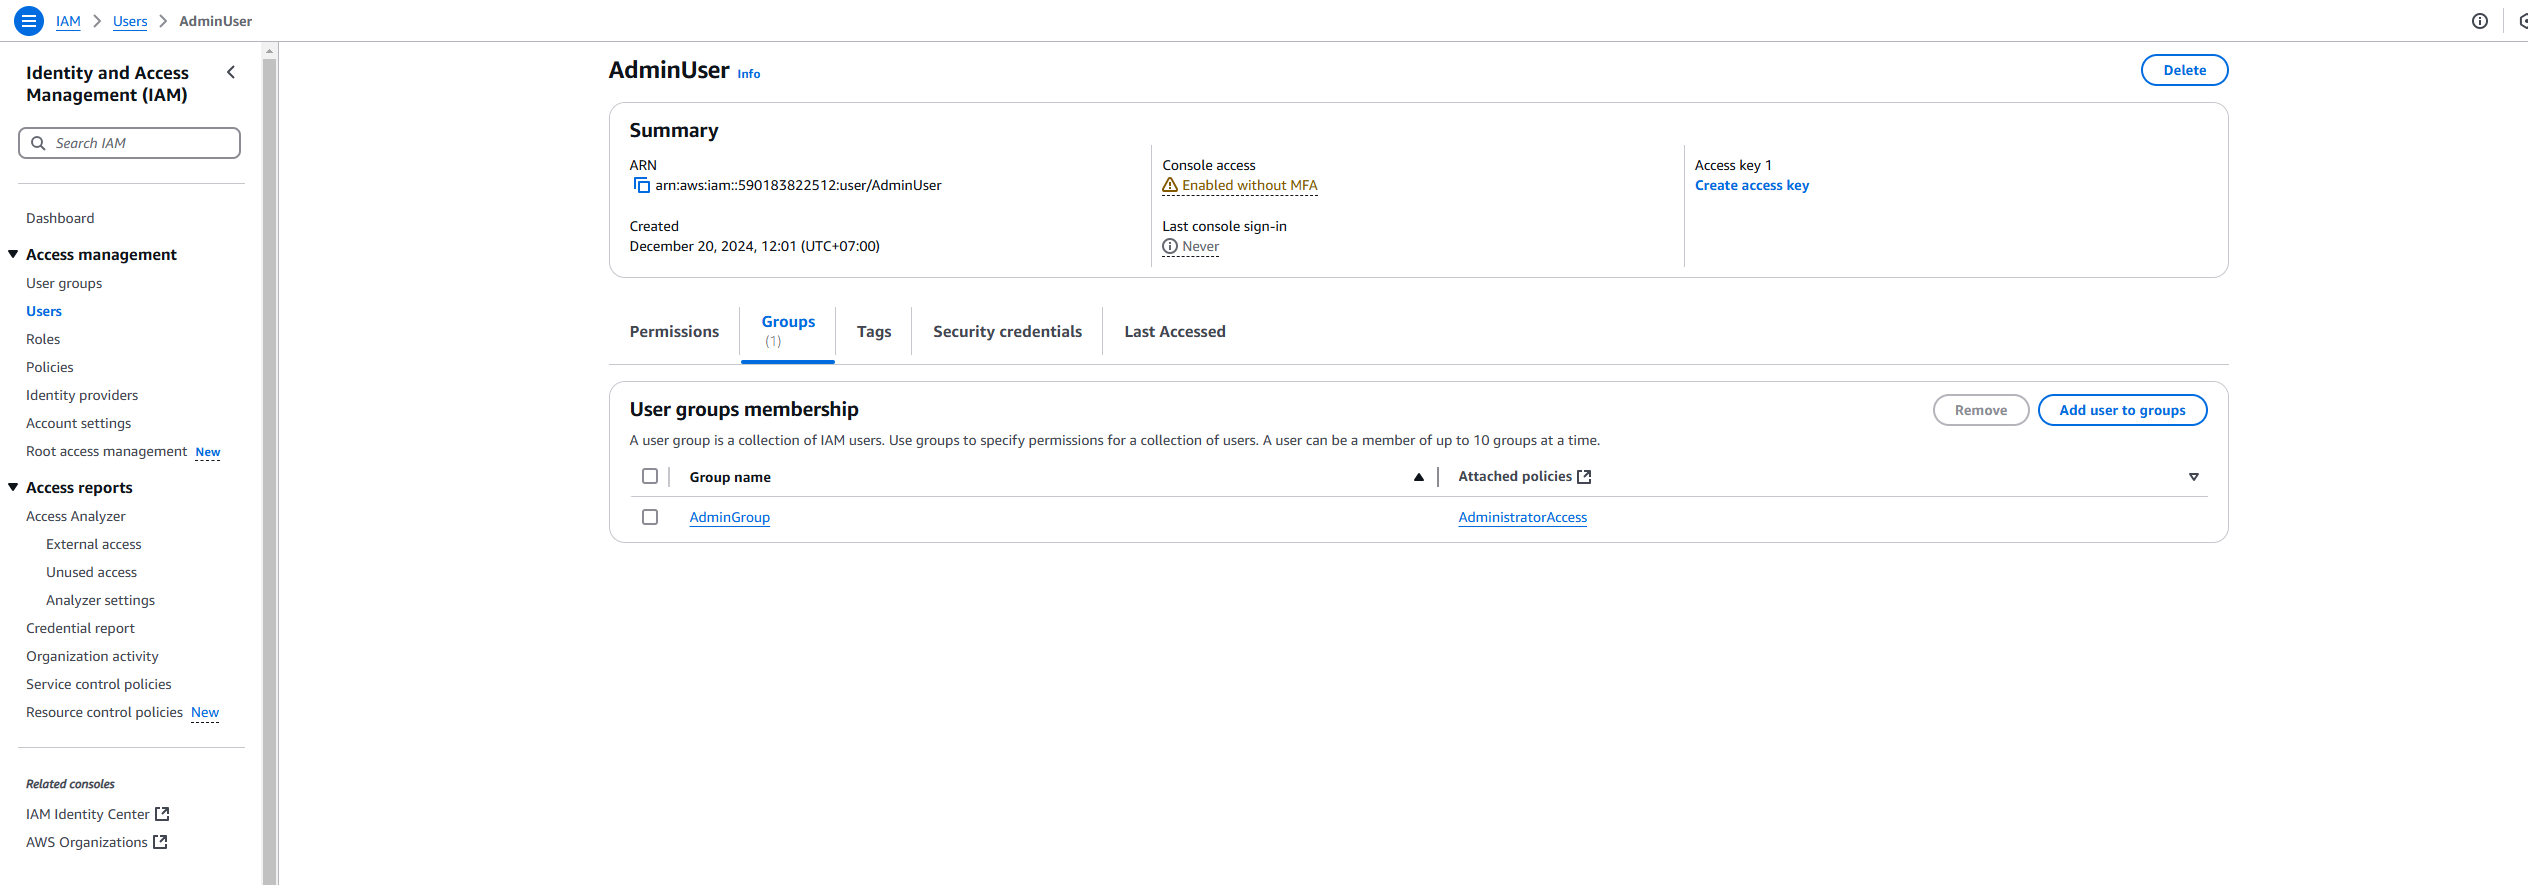 IAM > Users > AdminUser
Identity and Access
Management (IAM)
Search IAM
Dashboard
Access management
User groups
Users
Roles
Policies
Identity providers
Account settings
Root access management New
Access reports
Access Analyzer
External access
Unused access
Analyzer settings
Credential report
Organization activity
Service control policies
Resource control policies New
Related consoles
IAM Identity Center
AWS Organizations
AdminUser Info
Delete
Summary
ARN
arn:aws:iam::590183822512:user/AdminUser
Created
December 20, 2024, 12:01 (UTC+07:00)
Console access
Enabled without MFA
Last console sign-in
Never
Access key 1
Create access key
Permissions
Groups
(1)
Tags
Security credentials
Last Accessed
User groups membership
Remove
Add user to groups
A user group is a collection of IAM users. Use groups to specify permissions for a collection of users. A user can be a member of up to 10 groups at a time.
Group name
Attached policies
AdminGroup
AdministratorAccess